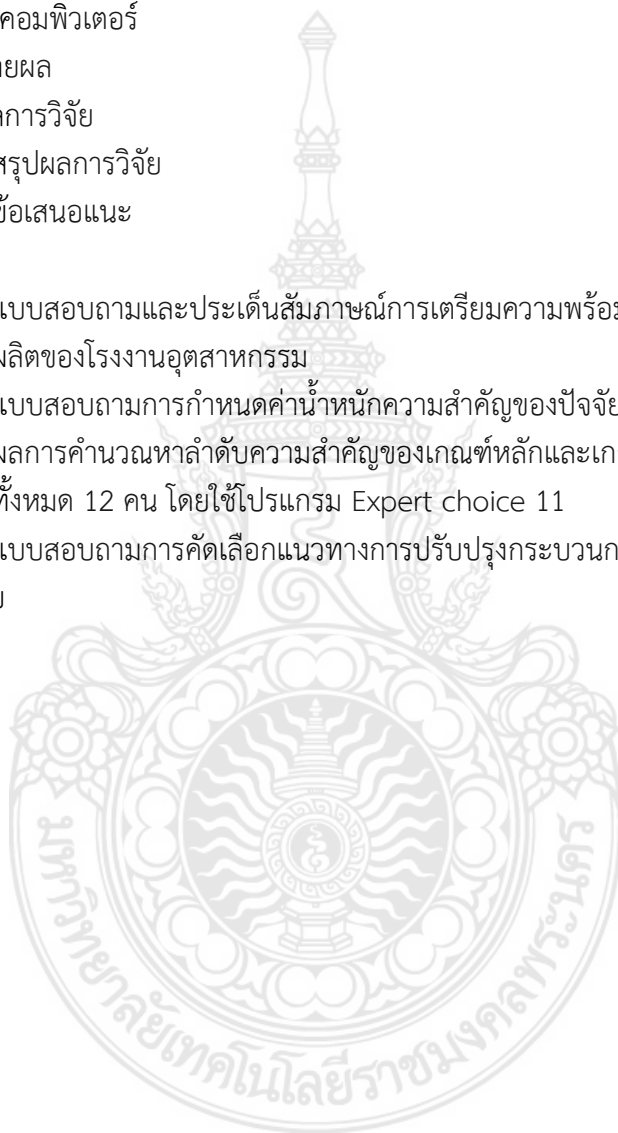 คอมพิวเตอร์
ยผล
การวิจัย
สรุปผลการวิจัย
ข้อเสนอแนะ
แบบสอบถามและประเด็นสัมภาษณ์การเตรียมความพร้อม
ผลิตของโรงงานอุตสาหกรรม
แบบสอบถามการกำหนดค่าน้ำหนักความสำคัญของปัจจัย
ผลการคำนวณหาลำดับความสำคัญของเกณฑ์หลักและเก
ทั้งหมด 12 คน โดยใช้โปรแกรม Expert choice 11
แบบสอบถามการคัดเลือกแนวทางการปรับปรุงกระบวนก
มหาวิทยาลัยเทคโนโลยีราชมงคลพระนคร